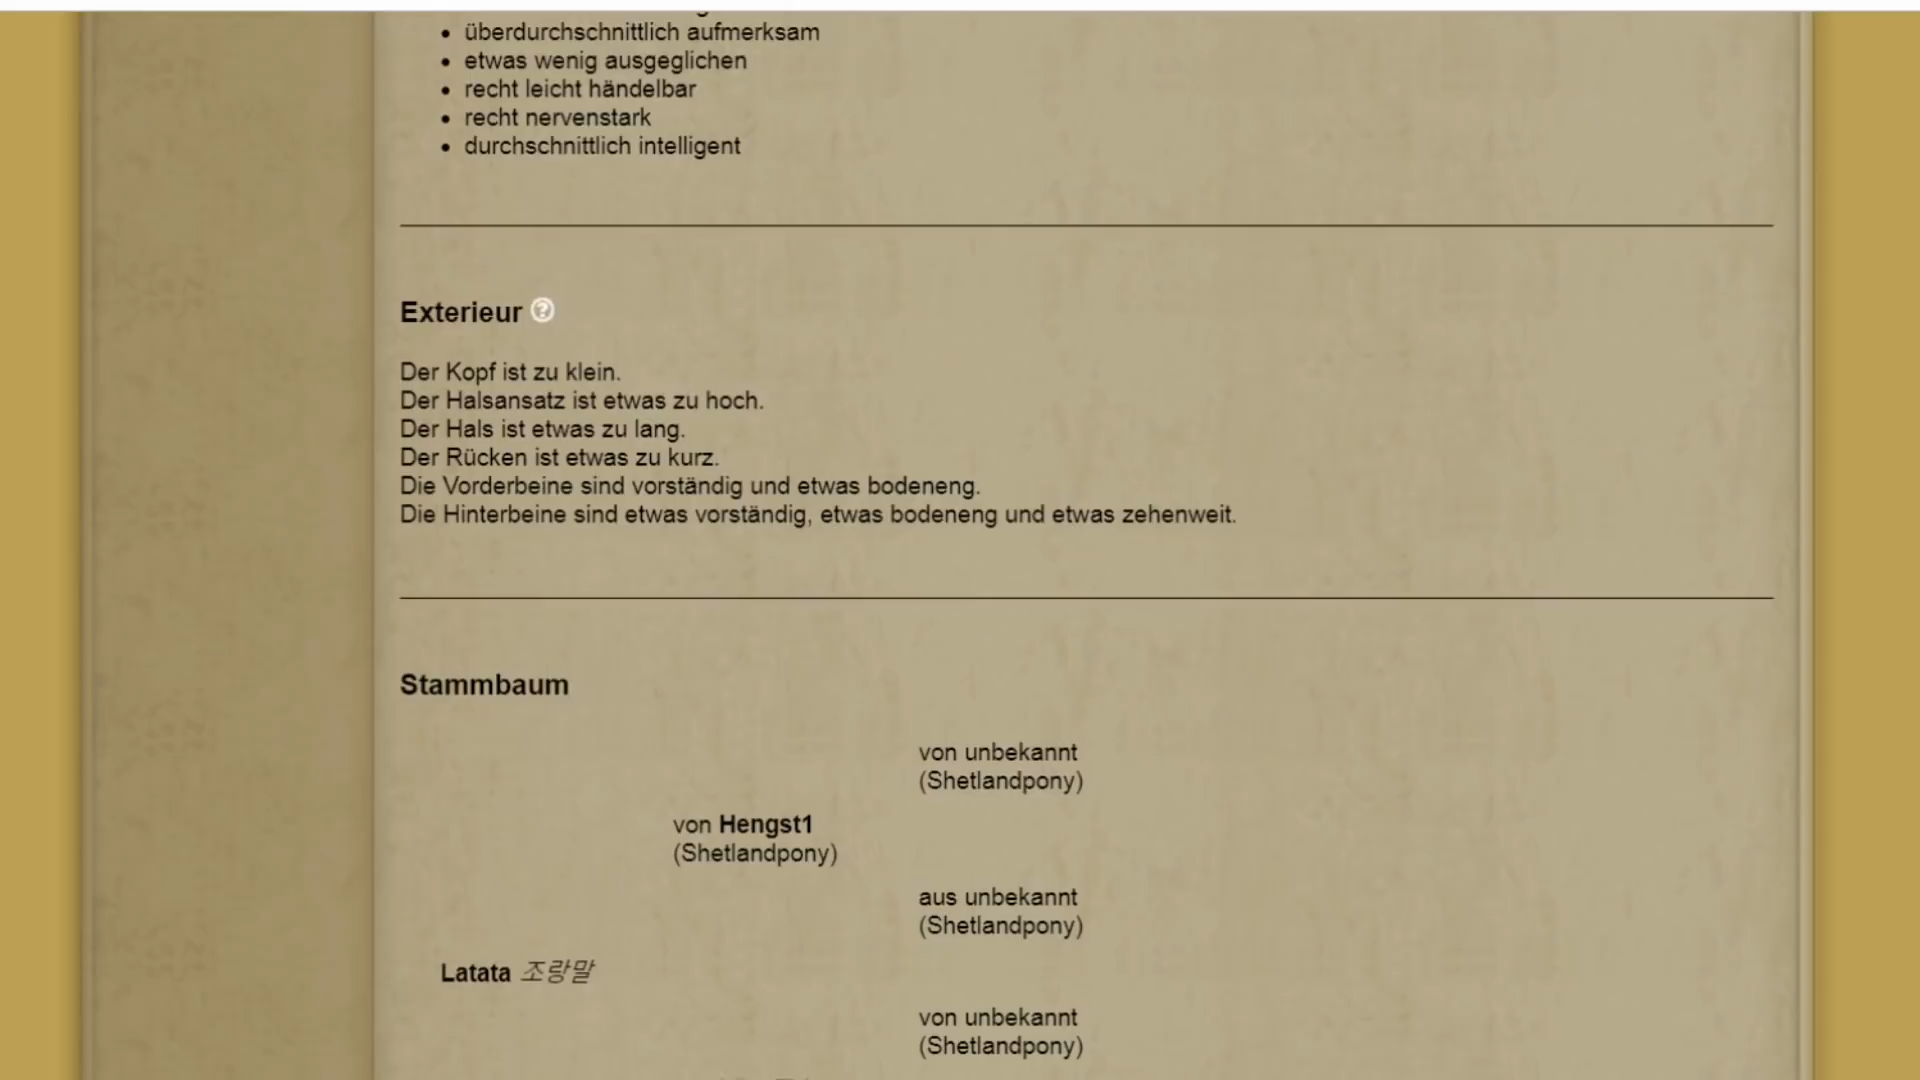 überdurchschnittlich aufmerksam
etwas wenig ausgeglichen
recht leicht händelbar
recht nervenstark
durchschnittlich intelligent
Exterieur ?
Der Kopf ist zu klein.
Der Halsansatz ist etwas zu hoch.
Der Hals ist etwas zu lang.
Der Rücken ist etwas zu kurz.
Die Vorderbeine sind vorständig und etwas bodeneng.
Die Hinterbeine sind etwas vorständig, etwas bodeneng und etwas zehenweit.
Stammbaum
von unbekannt
(Shetlandpony)
von Hengst1
(Shetlandpony)
aus unbekannt
(Shetlandpony)
Latata 조랑말
von unbekannt
(Shetlandpony)